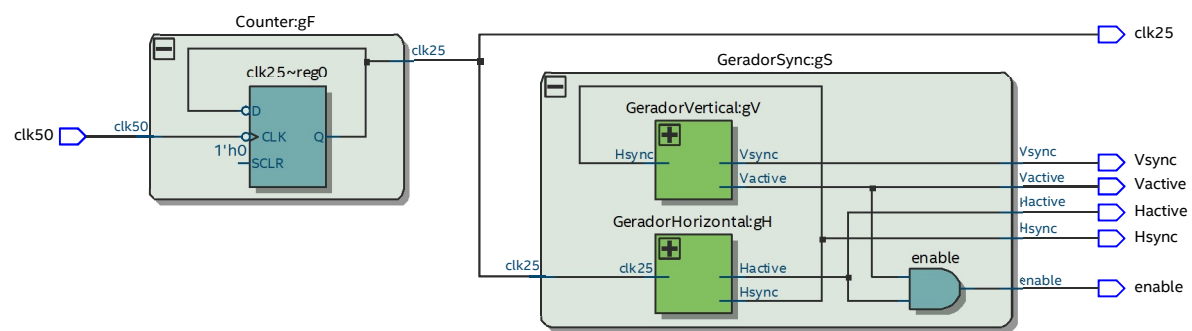 Counter:gF
clk25
clk25
clk25~reg0
D
clk50
clk50
CLK
Q
1'h0
SCLR
GeradorSync:gS
GeradorVertical:gV
Hsync
Vsync
Vsync
Vsync
Vactive
Vactive
Vactive
Hactive
Hactive
GeradorHorizontal:gH
Hsync
Hsync
clk25
clk25
Hactive
Hsync
enable
enable
enable